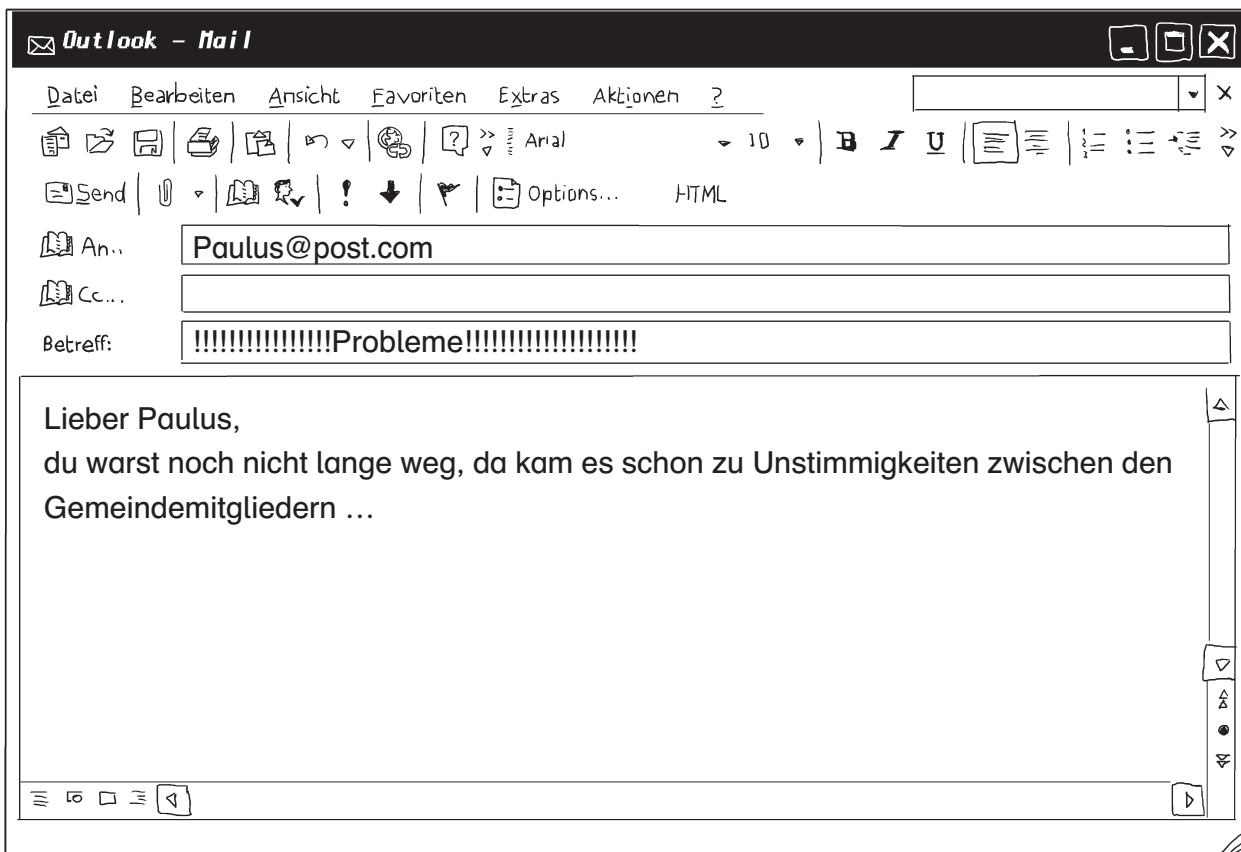 Outlook - Mail
Datei Bearbeiten Ansicht Favoriten Extras Aktionen ?
Arial 10 B I U
Send Options... HTML
An.. Paulus@post.com
Cc...
Betreff: !!!!!!!!!!!!!!!!Probleme!!!!!!!!!!!!!!!!!!!!
Lieber Paulus,
du warst noch nicht lange weg, da kam es schon zu Unstimmigkeiten zwischen den
Gemeindemitgliedern …